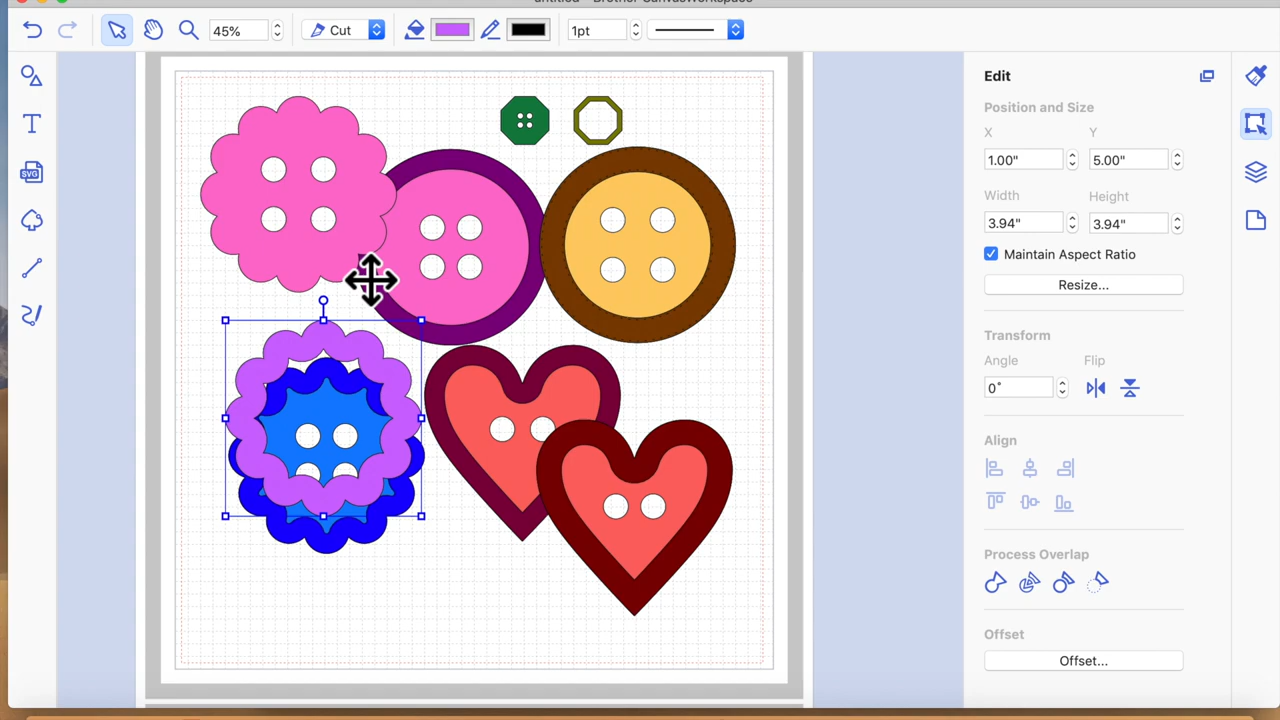 untitled - Brother CanvasWorkspace
45%
Cut
1pt
T
SVG
Edit
Position and Size
X
Y
1.00"
5.00"
Width
Height
3.94"
3.94"
Maintain Aspect Ratio
Resize...
Transform
Angle
Flip
0°
Align
Process Overlap
Offset
Offset...